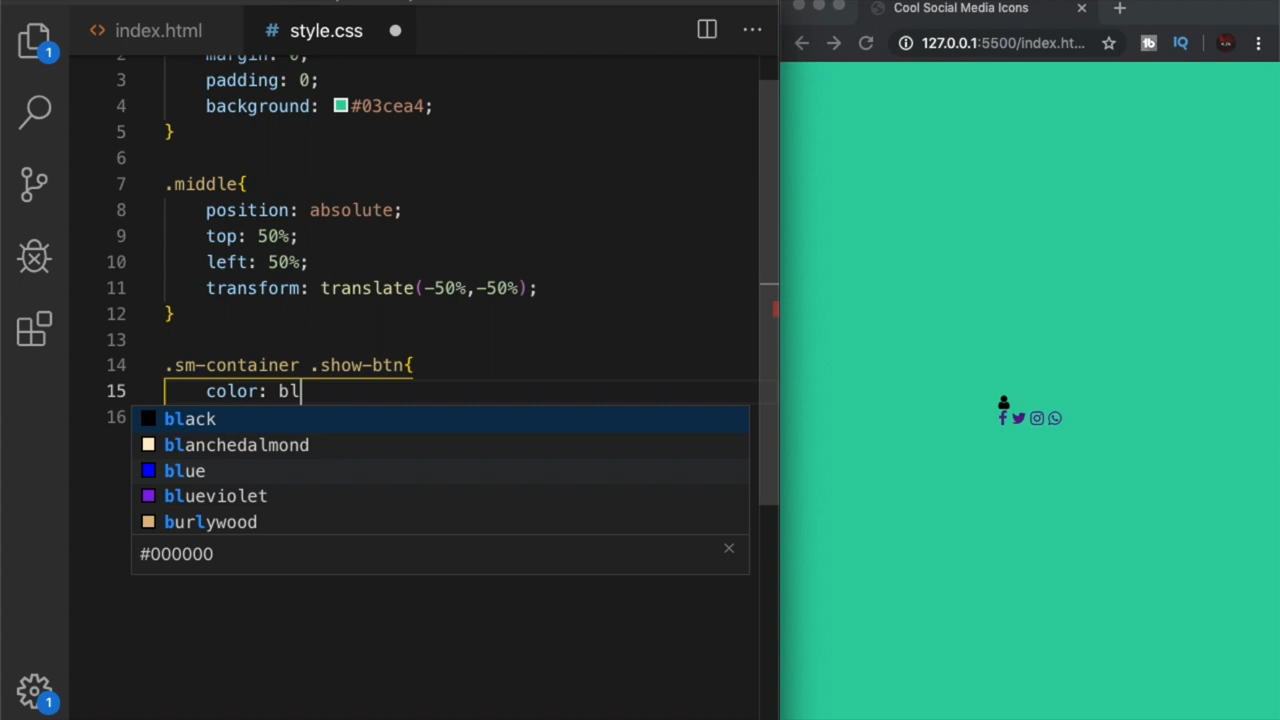 index.html
# style.css
Cool Social Media Icons
127.0.0.1:5500/index.ht...
tb
IQ
1
2 margin: 0;
3 padding: 0;
4 background: #03cea4;
5 }
6
7 .middle{
8 position: absolute;
9 top: 50%;
10 left: 50%;
11 transform: translate(-50%,-50%);
12 }
13
14 .sm-container .show-btn{
15 color: bl
16
black
blanchedalmond
blue
blueviolet
burlywood
#000000
1